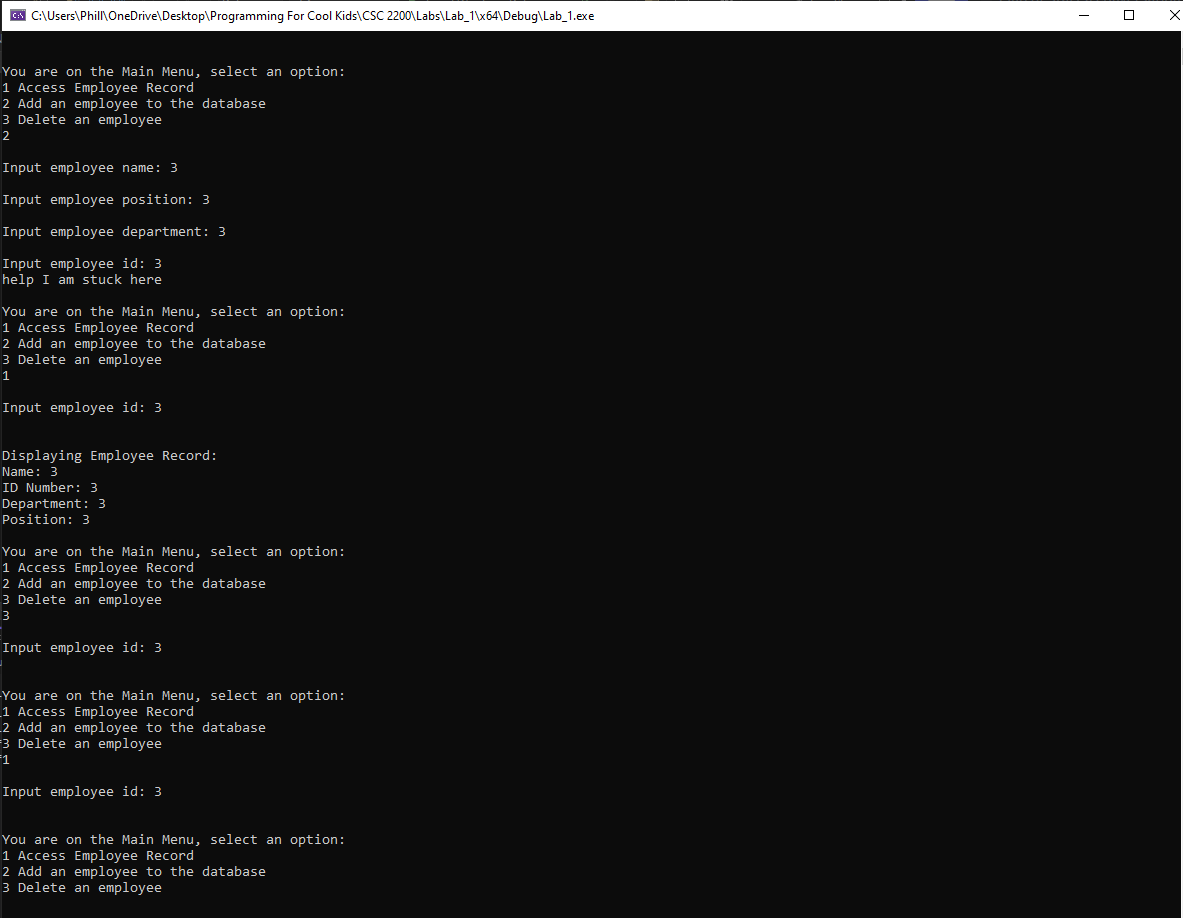 C:\Users\Phill\OneDrive\Desktop\Programming For Cool Kids\CSC 2200\Labs\Lab_1\x64\Debug\Lab_1.exe
You are on the Main Menu, select an option:
1 Access Employee Record
2 Add an employee to the database
3 Delete an employee
2
Input employee name: 3
Input employee position: 3
Input employee department: 3
Input employee id: 3
help I am stuck here
You are on the Main Menu, select an option:
1 Access Employee Record
2 Add an employee to the database
3 Delete an employee
1
Input employee id: 3
Displaying Employee Record:
Name: 3
ID Number: 3
Department: 3
Position: 3
You are on the Main Menu, select an option:
1 Access Employee Record
2 Add an employee to the database
3 Delete an employee
3
Input employee id: 3
You are on the Main Menu, select an option:
1 Access Employee Record
2 Add an employee to the database
3 Delete an employee
1
Input employee id: 3
You are on the Main Menu, select an option:
1 Access Employee Record
2 Add an employee to the database
3 Delete an employee